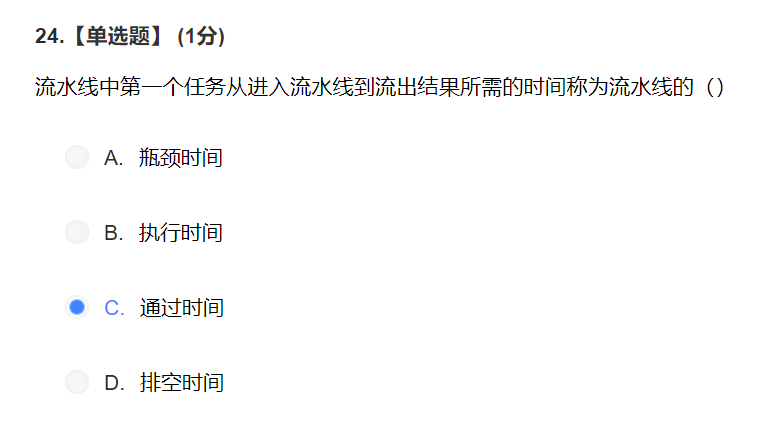 24.【单选题】 (1分)
流水线中第一个任务从进入流水线到流出结果所需的时间称为流水线的（）
A. 瓶颈时间
B. 执行时间
C. 通过时间
D. 排空时间